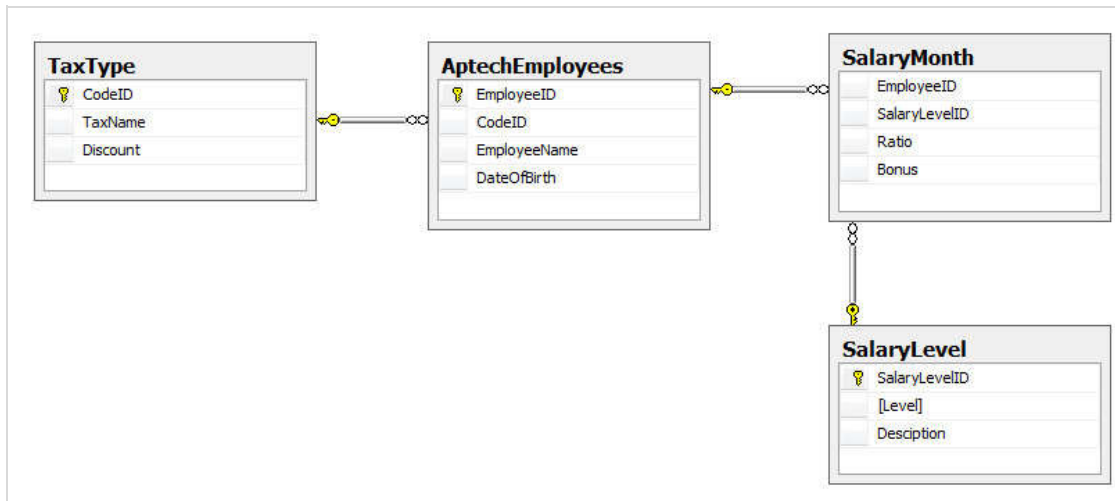 TaxType
CodeID
TaxName
Discount
AptechEmployees
EmployeeID
CodeID
EmployeeName
DateOfBirth
SalaryMonth
EmployeeID
SalaryLevelID
Ratio
Bonus
SalaryLevel
SalaryLevelID
[Level]
Desciption